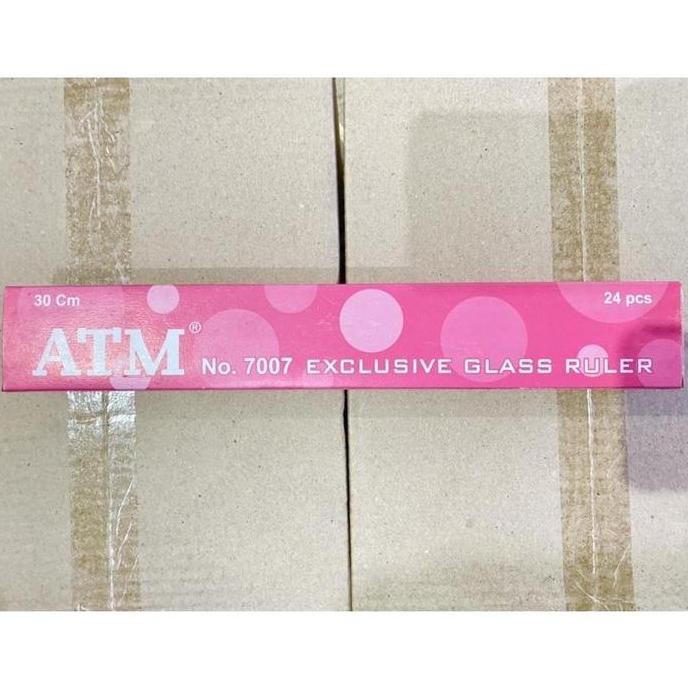 30 Cm
24 pcs
ATM® No. 7007 EXCLUSIVE GLASS RULER